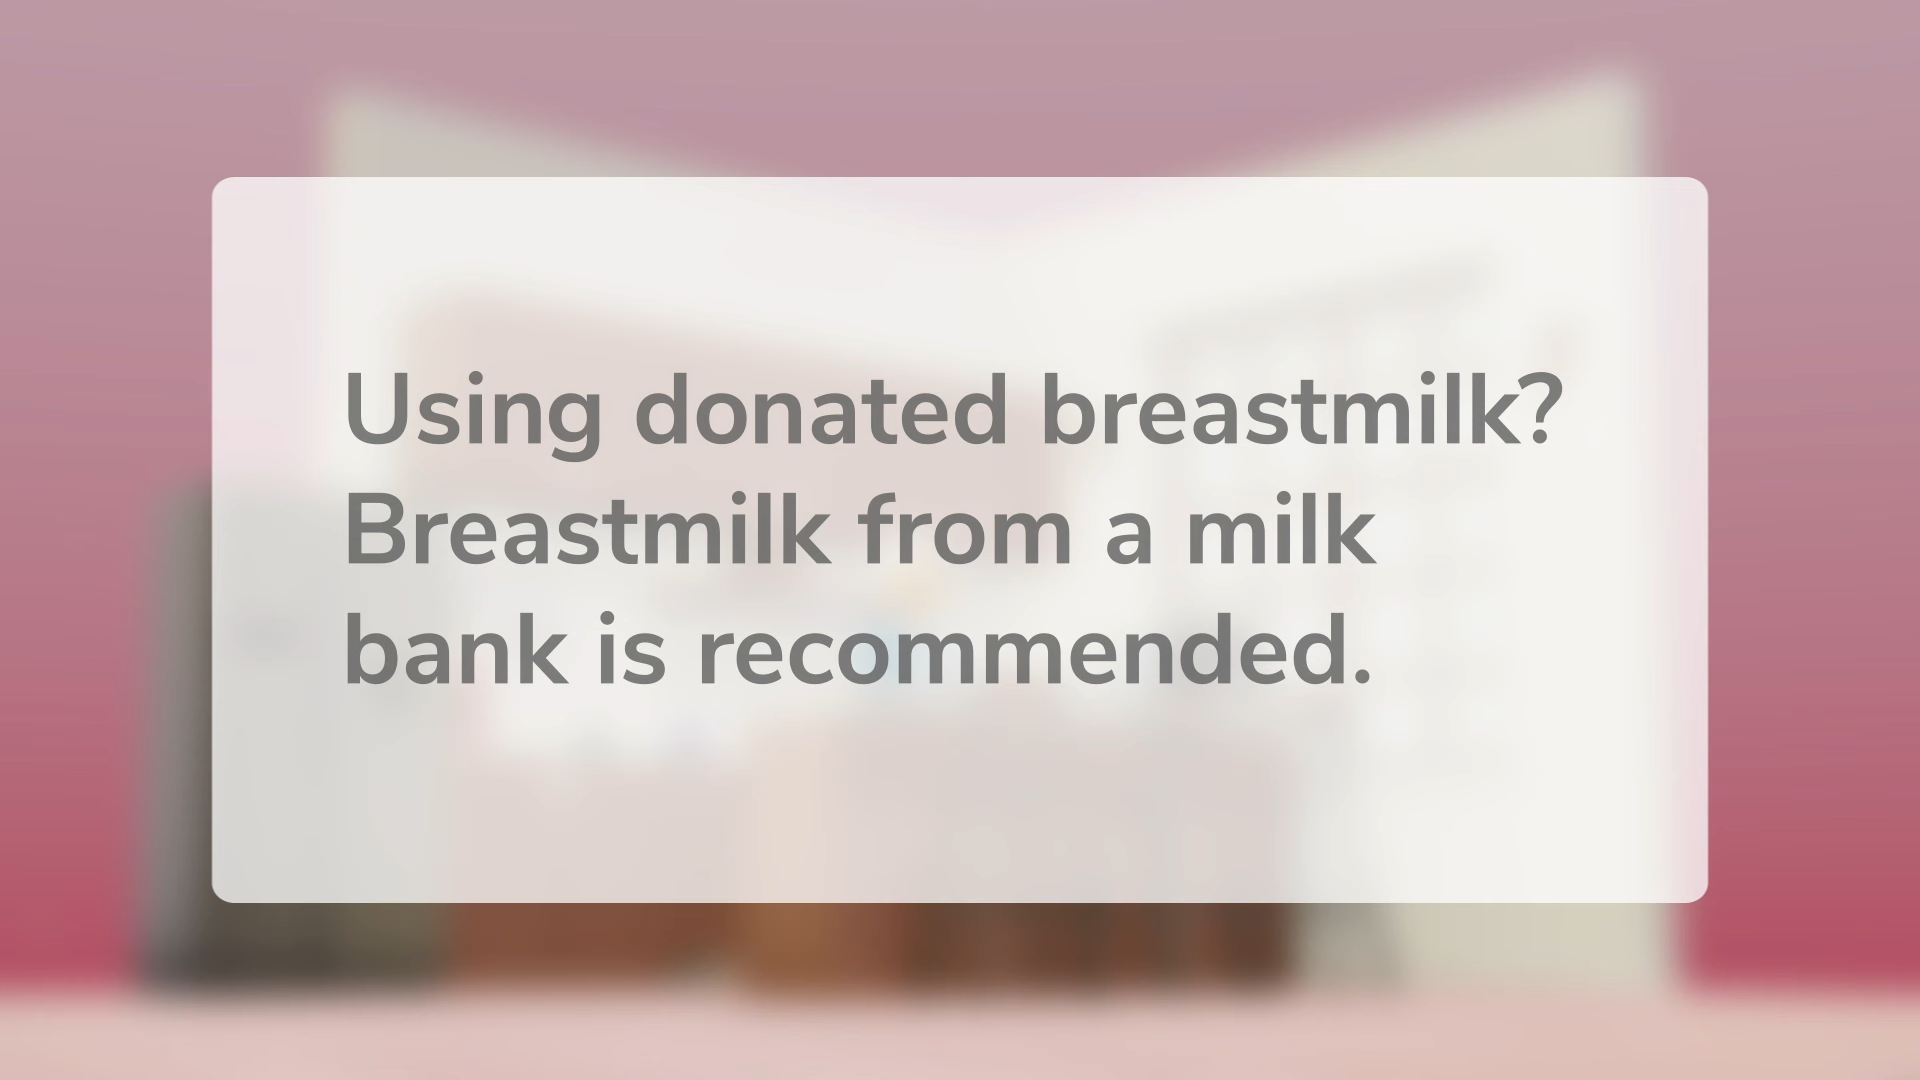 Using donated breastmilk?
Breastmilk from a milk
bank is recommended.